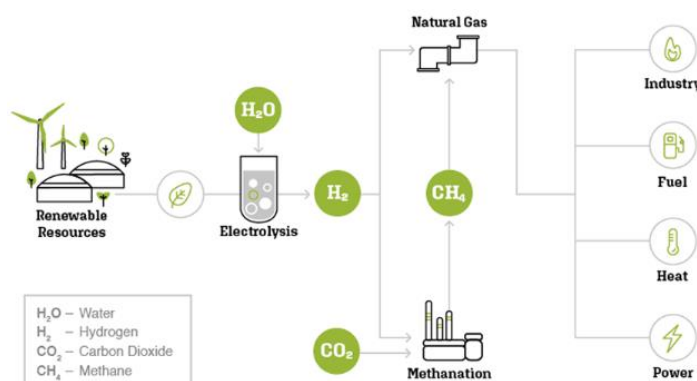 Natural Gas
Industry
H₂O
Fuel
Renewable
Resources
Electrolysis
H₂
CH₄
Heat
H₂O – Water
H₂ – Hydrogen
CO₂ – Carbon Dioxide
CH₄ – Methane
CO₂
Methanation
Power